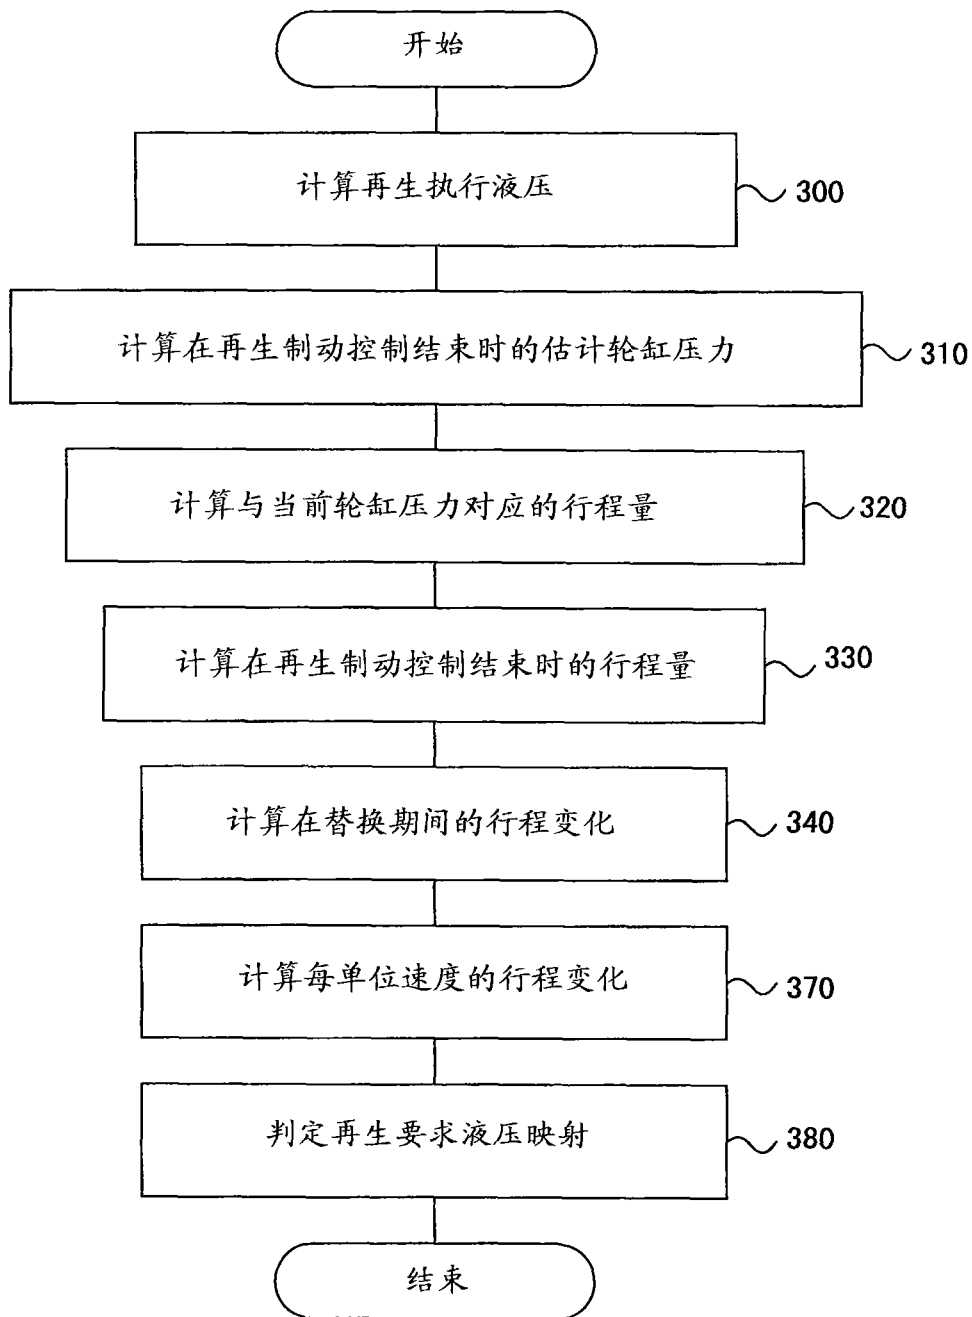 开始
计算再生执行液压
300
计算在再生制动控制结束时的估计轮缸压力
310
计算与当前轮缸压力对应的行程量
320
计算在再生制动控制结束时的行程量
330
计算在替换期间的行程变化
340
计算每单位速度的行程变化
370
判定再生要求液压映射
380
结束